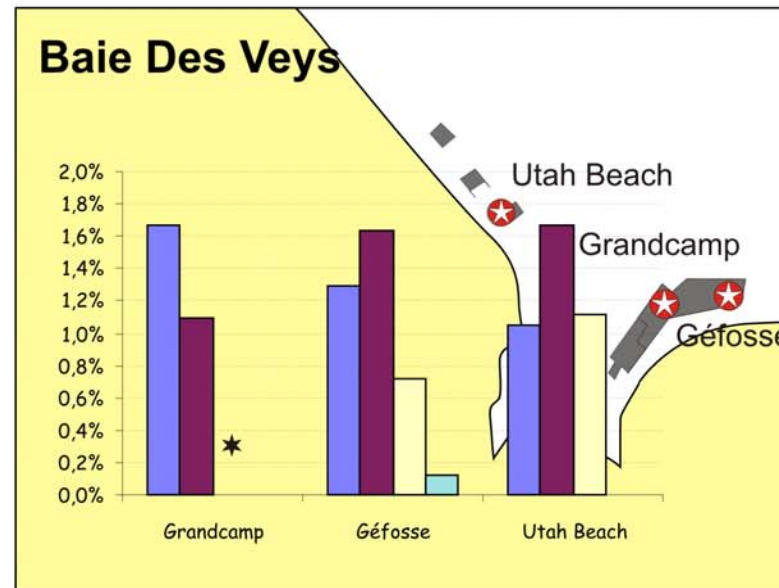 Baie Des Veys
Utah Beach
Grandcamp
Géfosse
2,0%
1,8%
1,6%
1,4%
1,2%
1,0%
0,8%
0,6%
0,4%
0,2%
0,0%
Grandcamp
Géfosse
Utah Beach